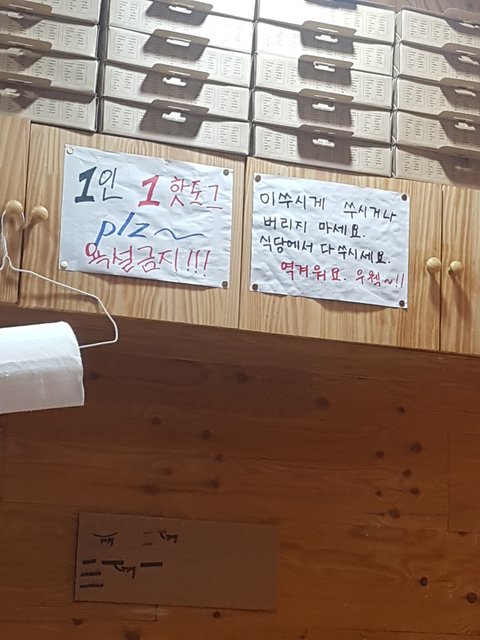 1인 1 핫도그
plz~
욕설금지!!!
이쑤시게 쑤시거나
버리지 마세요.
식당에서 다 쑤시세요.
역겨워요. 우웩~!!